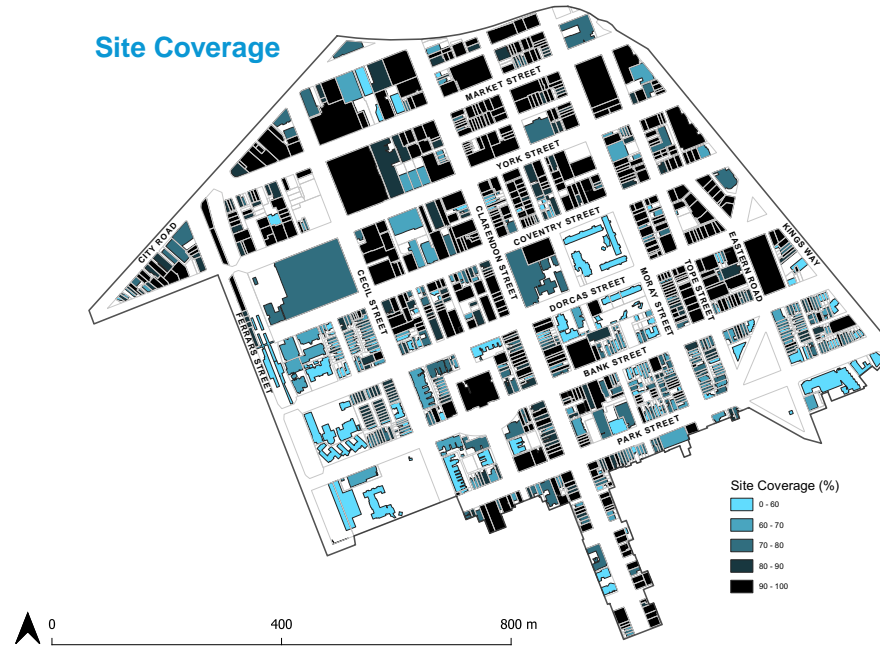 Site Coverage
MARKET STREET
YORK STREET
CITY ROAD
CLARENDON STREET
COVENTRY STREET
KINGS WAY
CECIL STREET
EASTERN ROAD
TOPE STREET
MORAY STREET
DORCAS STREET
FERRARS STREET
BANK STREET
PARK STREET
Site Coverage (%)
0 - 60
60 - 70
70 - 80
80 - 90
90 - 100
0 400 800 m